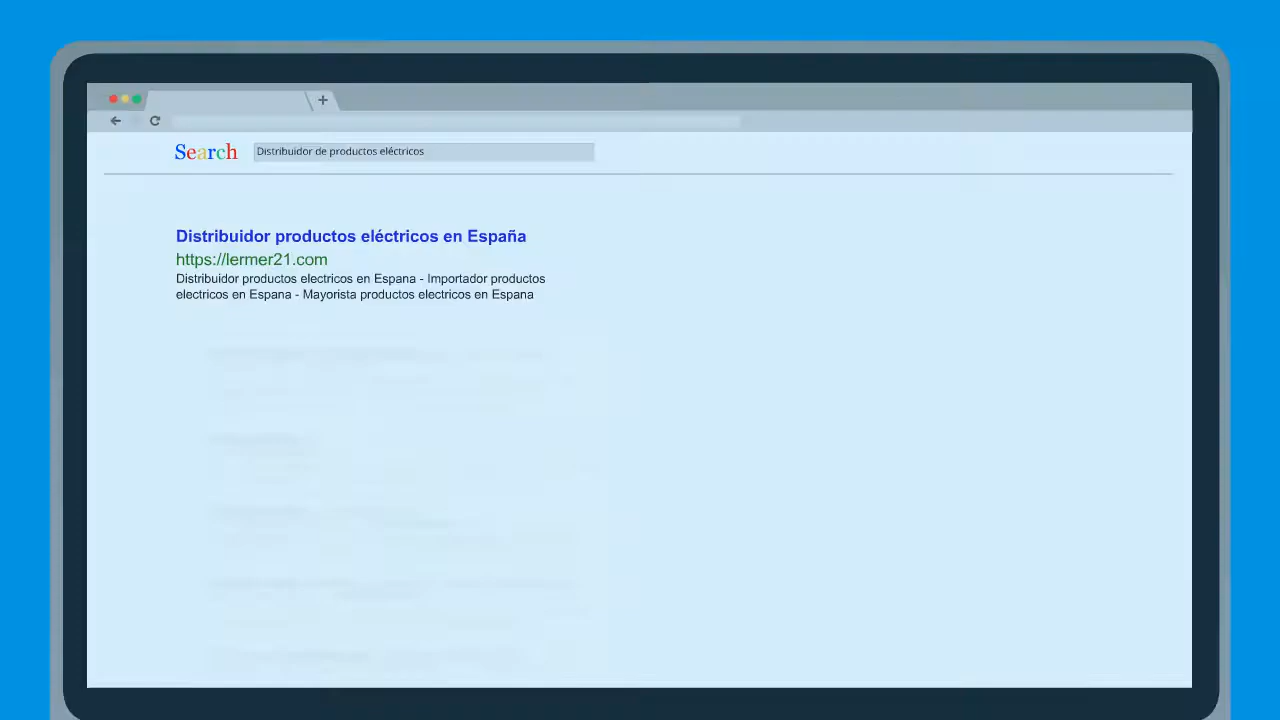 Search
Distribuidor de productos eléctricos
Distribuidor productos eléctricos en España
https://lermer21.com
Distribuidor productos electricos en Espana - Importador productos
electricos en Espana - Mayorista productos electricos en Espana